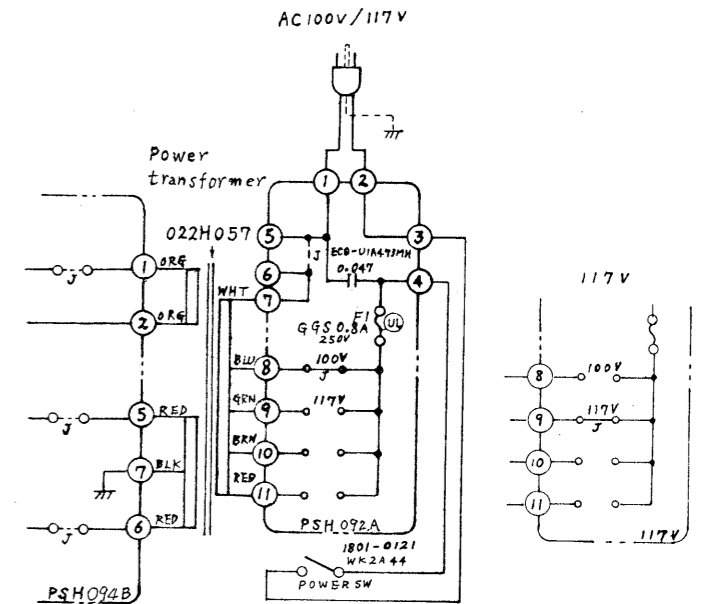 AC100V/117V
Power
transformer
022H057
1
2
3
4
5
6
7
J
ECQ-U1A473MH
0.047
WHT
F1
GGS 0.8A
250V
UL
BLU
8
100V
J
GRN
9
117V
BRN
10
RED
11
PSH092A
1801-0121
WK2A44
POWER SW
J
1
ORG
2
ORG
5
RED
J
7
BLK
6
RED
J
PSH094B
117V
8
100V
9
117V
J
10
11
117V